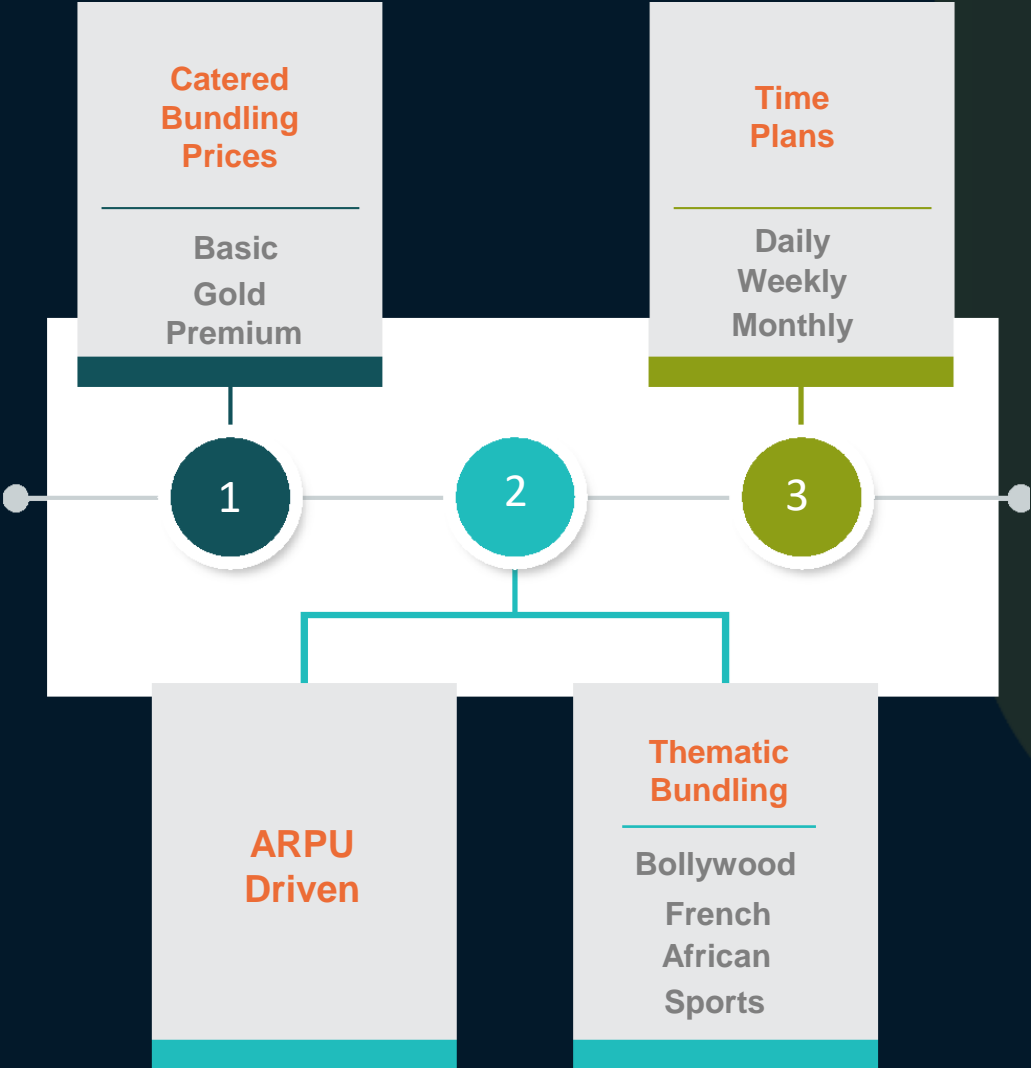 Catered
Bundling
Prices
Basic
Gold
Premium
Time
Plans
Daily
Weekly
Monthly
1
2
3
ARPU
Driven
Thematic
Bundling
Bollywood
French
African
Sports